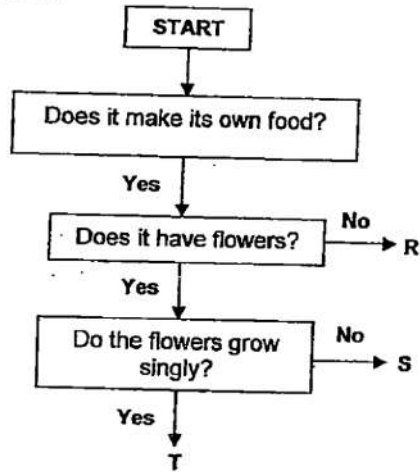 START
Does it make its own food?
Yes
Does it have flowers?
No
R
Yes
Do the flowers grow
singly?
No
S
Yes
T